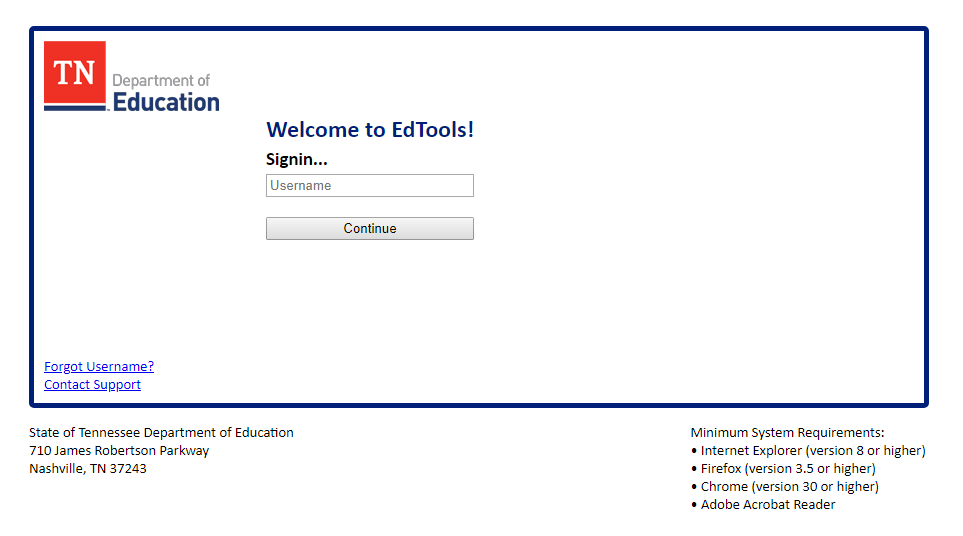 TN
Department of
Education
Welcome to EdTools!
Signin...
Username
Continue
Forgot Username?
Contact Support
State of Tennessee Department of Education
710 James Robertson Parkway
Nashville, TN 37243
Minimum System Requirements:
• Internet Explorer (version 8 or higher)
• Firefox (version 3.5 or higher)
• Chrome (version 30 or higher)
• Adobe Acrobat Reader